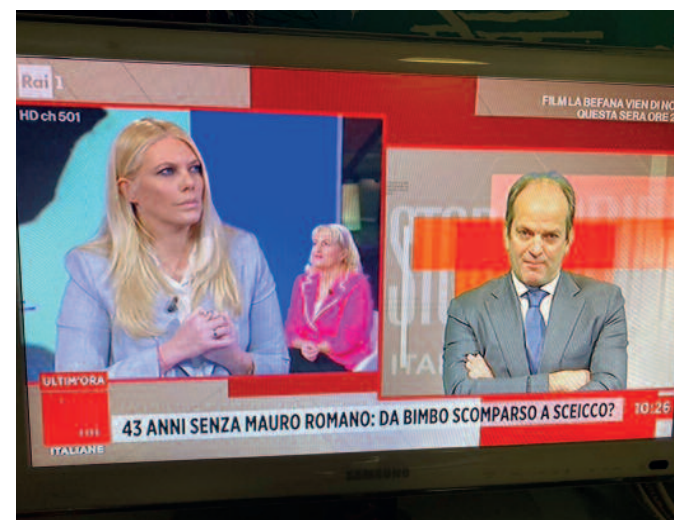 Rai 1
HD ch 501
FILM LA BEFANA VIEN DI NO
QUESTA SERA ORE 2
ITA
ULTIM'ORA
ITALIANE
43 ANNI SENZA MAURO ROMANO: DA BIMBO SCOMPARSO A SCEICCO?
10:26
SAMSUNG